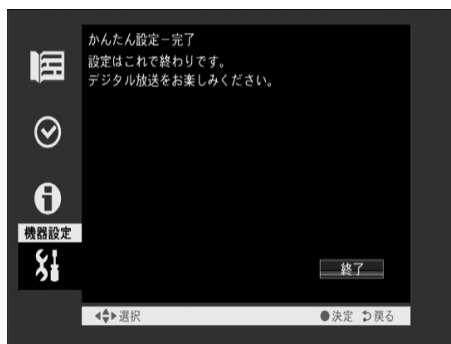 かんたん設定－完了
設定はこれで終わりです。
デジタル放送をお楽しみください。
機器設定
終了
選択
決定 戻る